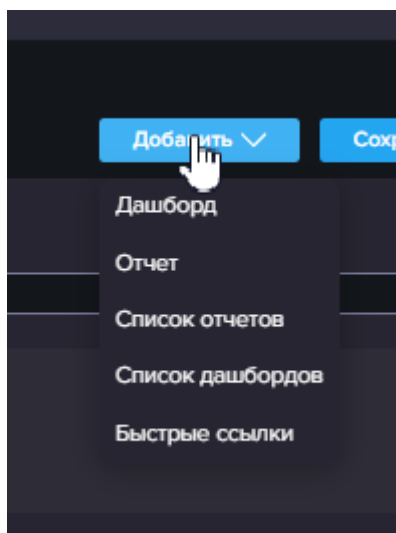 Добавить
Дашборд
Отчет
Список отчетов
Список дашбордов
Быстрые ссылки